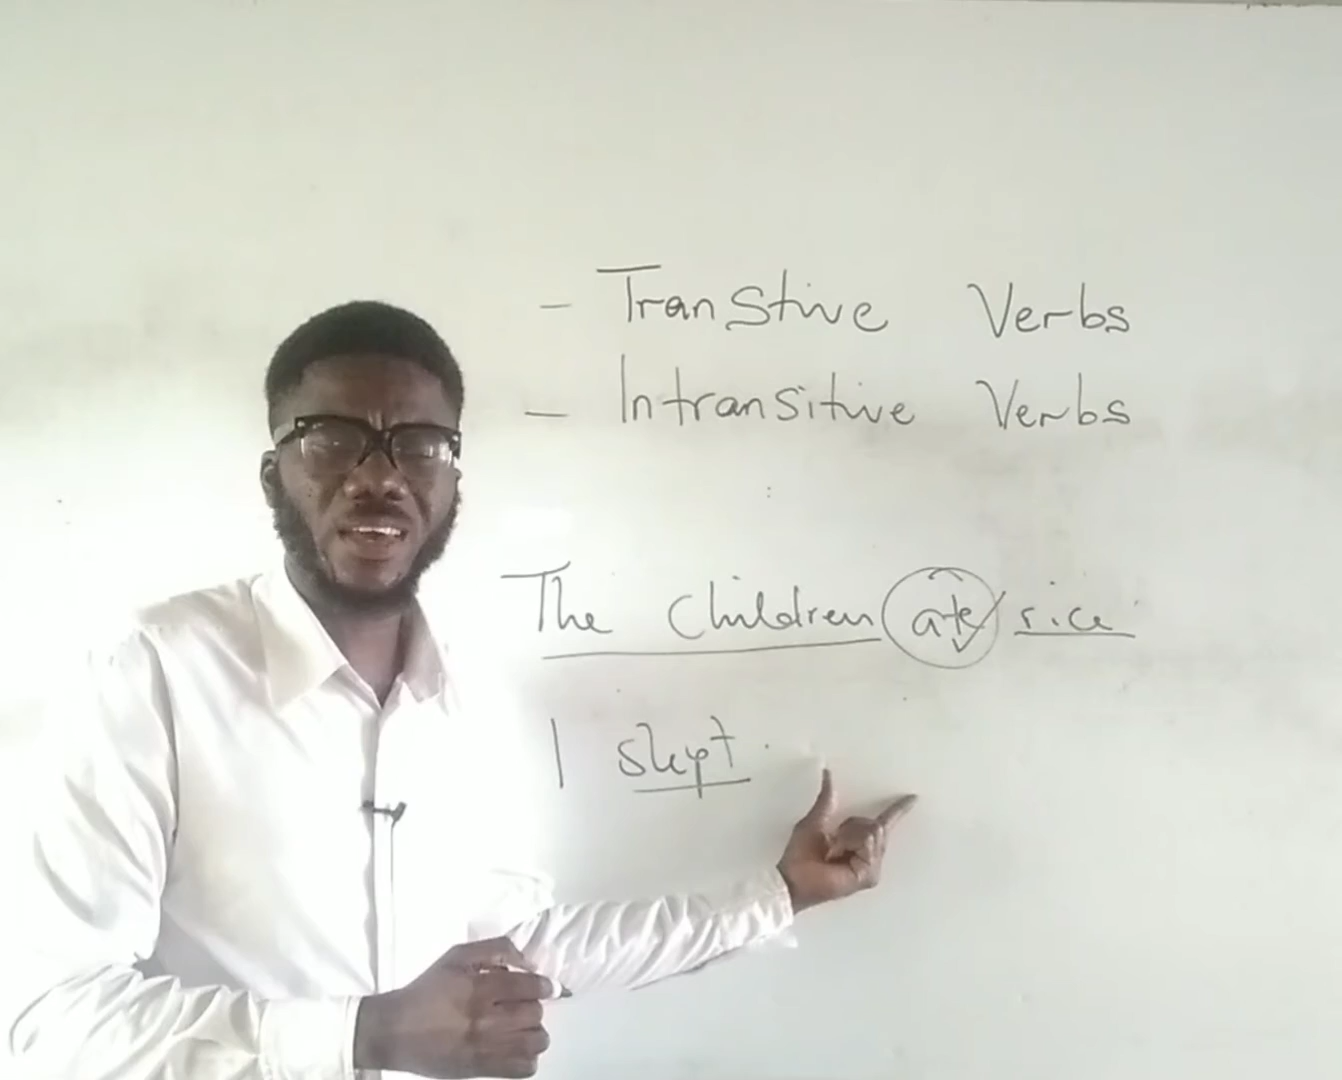 - Transtive Verbs
- Intransitive Verbs
The children ate rice
I slept.